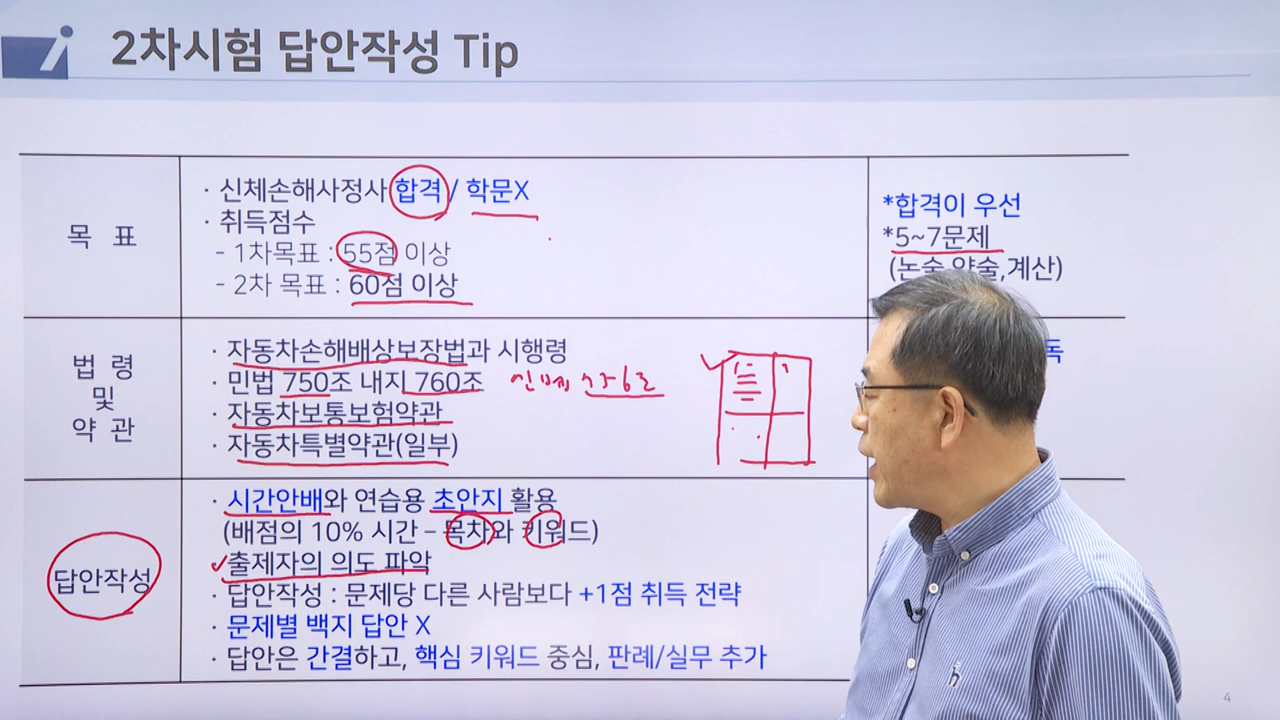 2차시험 답안작성 Tip
목 표
· 신체손해사정사 합격 / 학문X
· 취득점수
- 1차목표 : 55점 이상
- 2차 목표 : 60점 이상
*합격이 우선
*5~7문제
(논술,약술,계산)
법 령
및
약 관
· 자동차손해배상보장법과 시행령
· 민법 750조 내지 760조
· 자동차보통보험약관
· 자동차특별약관(일부)
독
답안작성
· 시간안배와 연습용 초안지 활용
(배점의 10% 시간 – 목차와 키워드)
· 출제자의 의도 파악
· 답안작성 : 문제당 다른 사람보다 +1점 취득 전략
· 문제별 백지 답안 X
· 답안은 간결하고, 핵심 키워드 중심, 판례/실무 추가
4